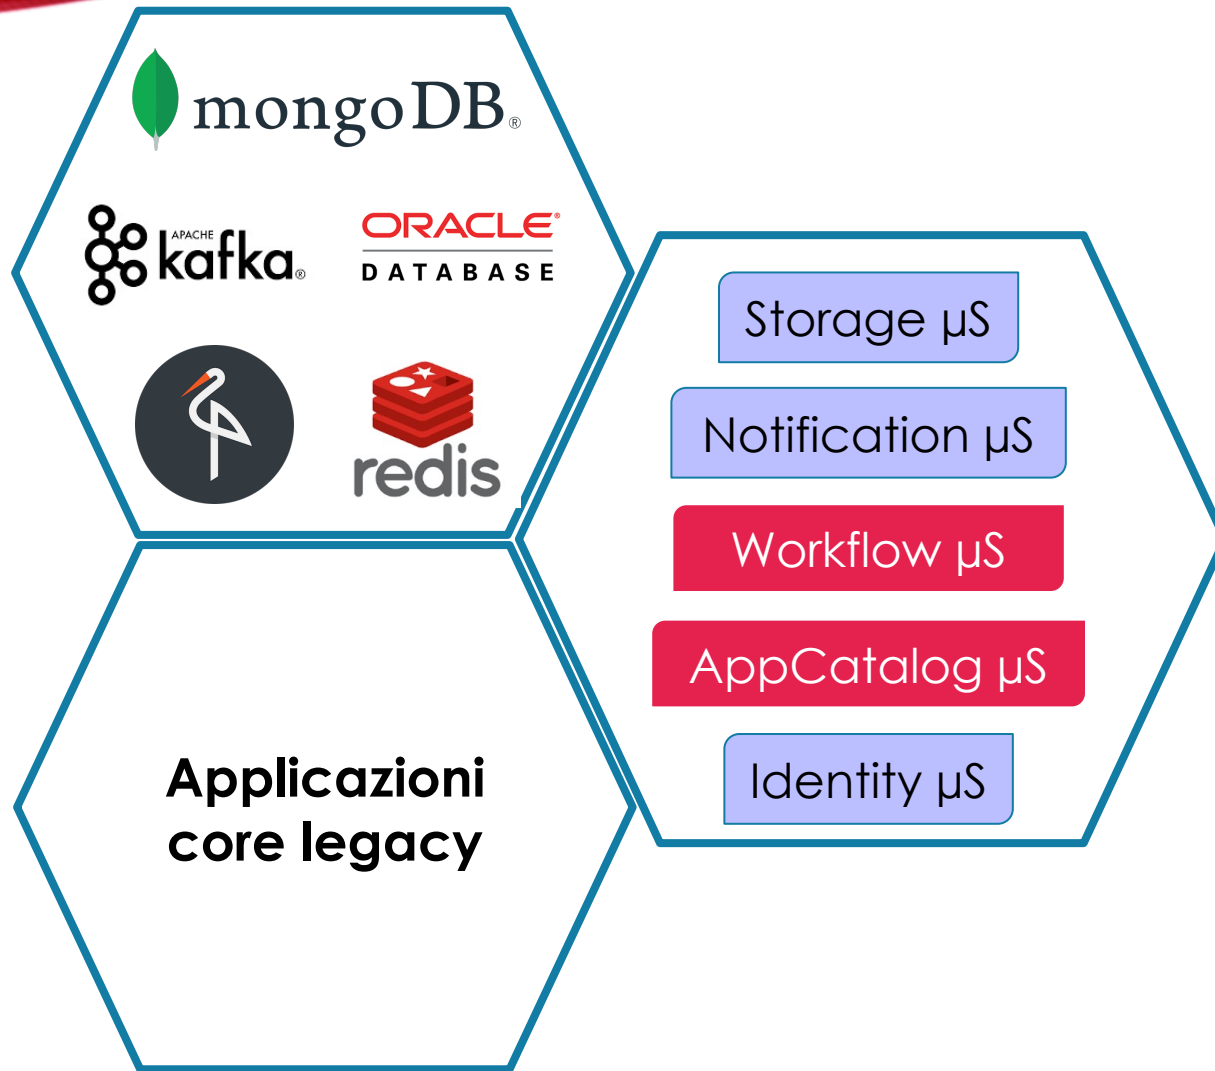 mongoDB®
APACHE
kafka®
ORACLE®
DATABASE
redis
Storage µS
Notification µS
Workflow µS
AppCatalog µS
Identity µS
Applicazioni
core legacy